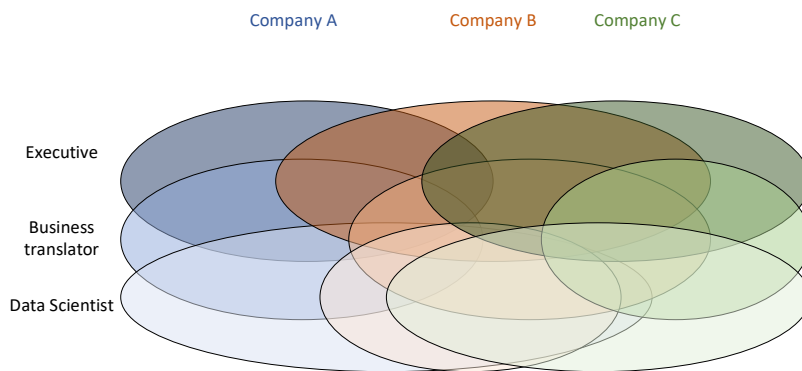 Company A
Company B
Company C
Executive
Business
translator
Data Scientist